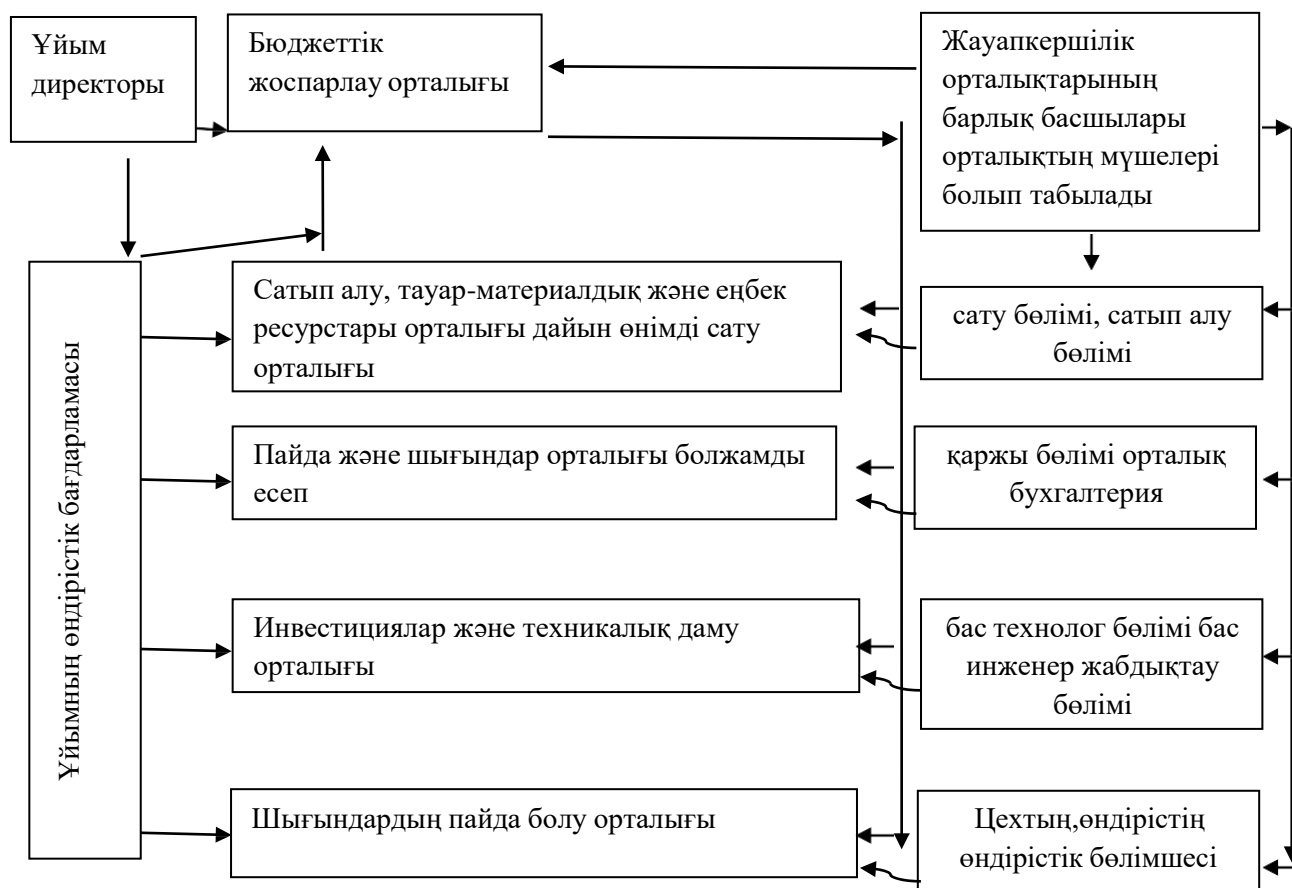 Ұйым
директоры
Бюджеттік
жоспарлау орталығы
Жауапкершілік
орталықтарының
барлық басшылары
орталықтың мүшелері
болып табылады
Ұйымның өндірістік бағдарламасы
Сатып алу, тауар-материалдық және еңбек
ресурстары орталығы дайын өнімді сату
орталығы
сату бөлімі, сатып алу
бөлімі
Пайда және шығындар орталығы болжамды
есеп
қаржы бөлімі орталық
бухгалтерия
Инвестициялар және техникалық даму
орталығы
бас технолог бөлімі бас
инженер жабдықтау
бөлімі
Шығындардың пайда болу орталығы
Цехтың,өндірістің
өндірістік бөлімшесі